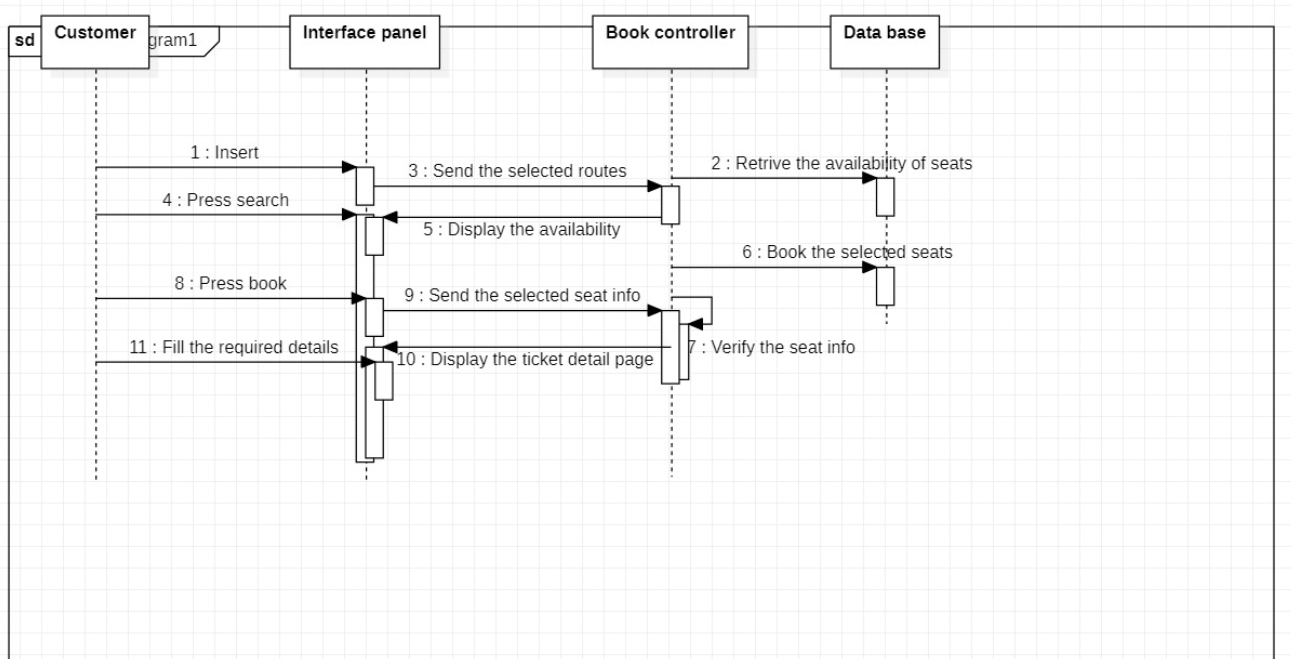 sd
Customer
gram1
Interface panel
Book controller
Data base
1 : Insert
2 : Retrive the availability of seats
3 : Send the selected routes
4 : Press search
5 : Display the availability
6 : Book the selected seats
8 : Press book
9 : Send the selected seat info
11 : Fill the required details
7 : Verify the seat info
10 : Display the ticket detail page